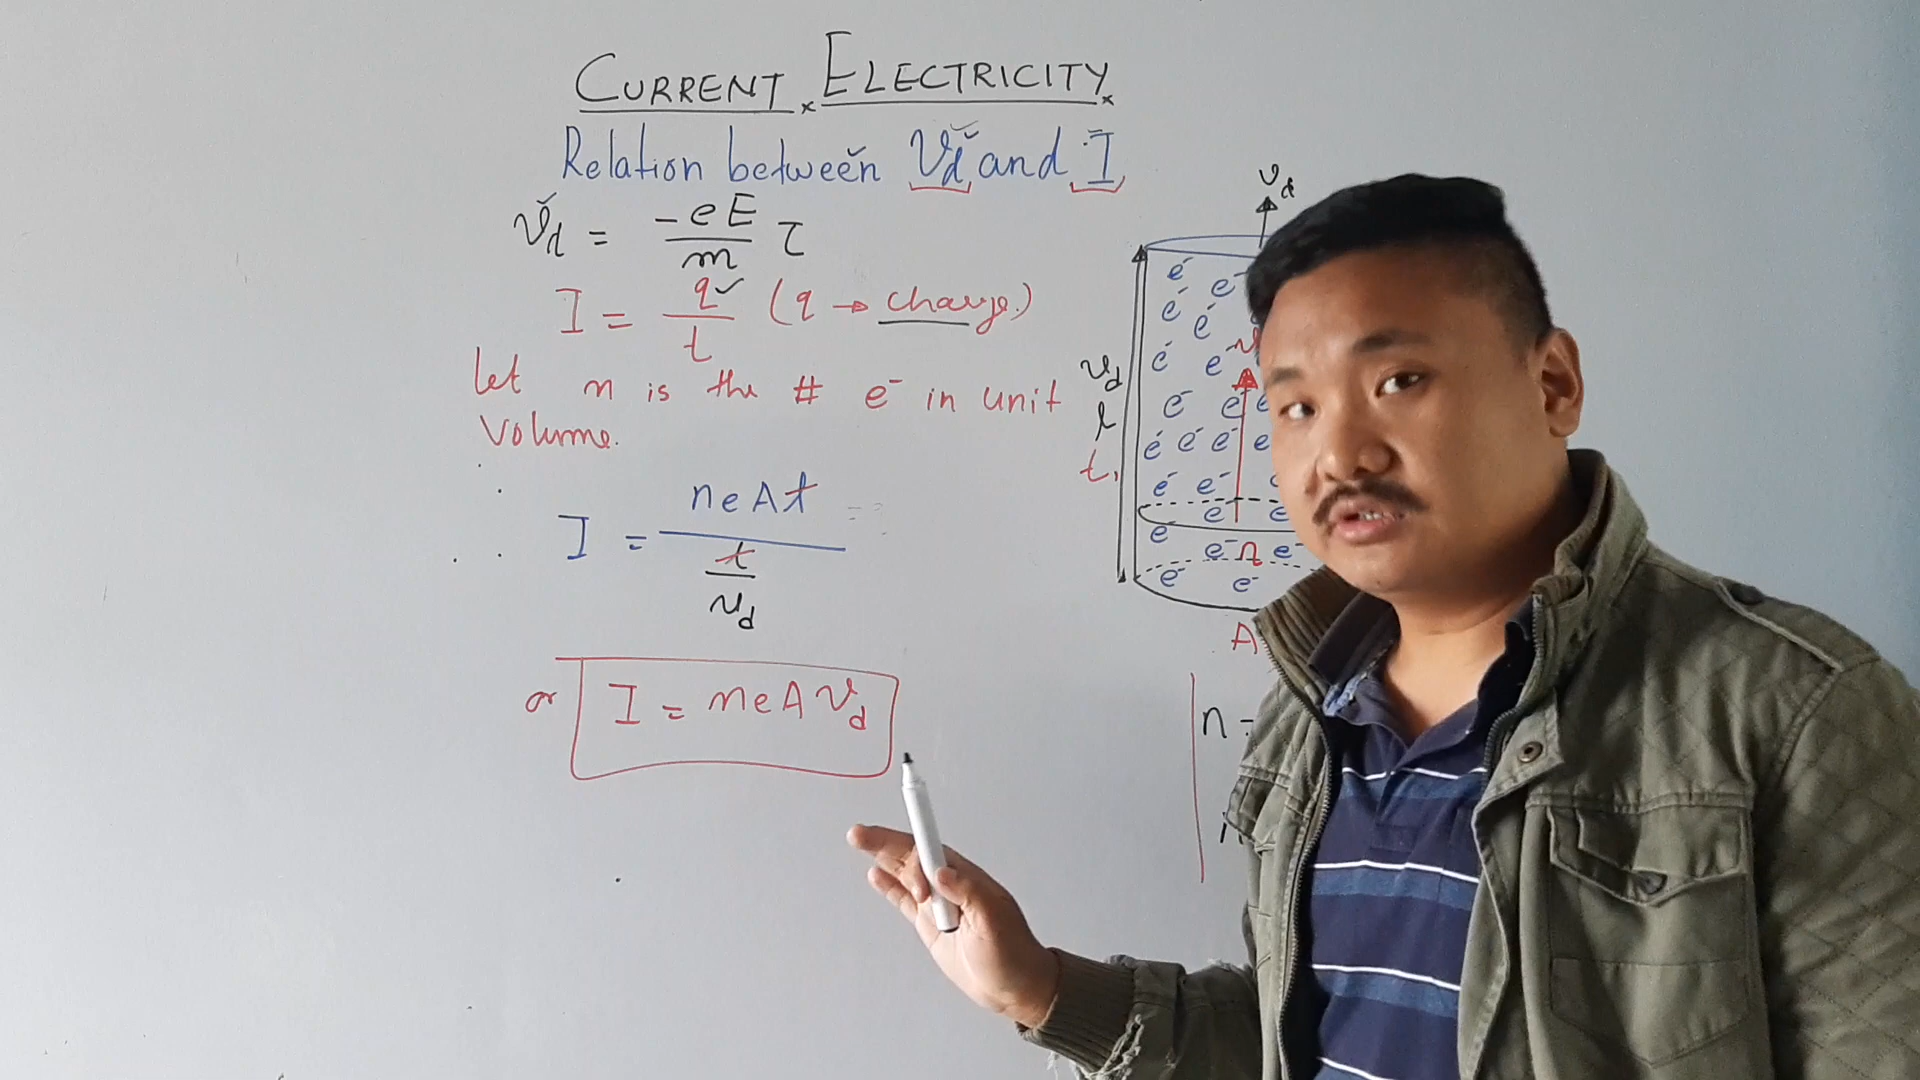 CURRENT ELECTRICITY
Relation between Vd and I
vd = -eE/m τ
I = q/t (q → charge.)
Let n is the # e⁻ in unit
Volume.
I = neAł / ł/vd
or I = neAvd
vd
e⁻ e⁻
e⁻ e⁻
e⁻ e⁻
vd
l
e⁻ e⁻ e
e⁻ e⁻ e⁻ e
t
e⁻ e⁻ e
e⁻ e
e⁻
e⁻ n e⁻
e⁻ e⁻
A
n -